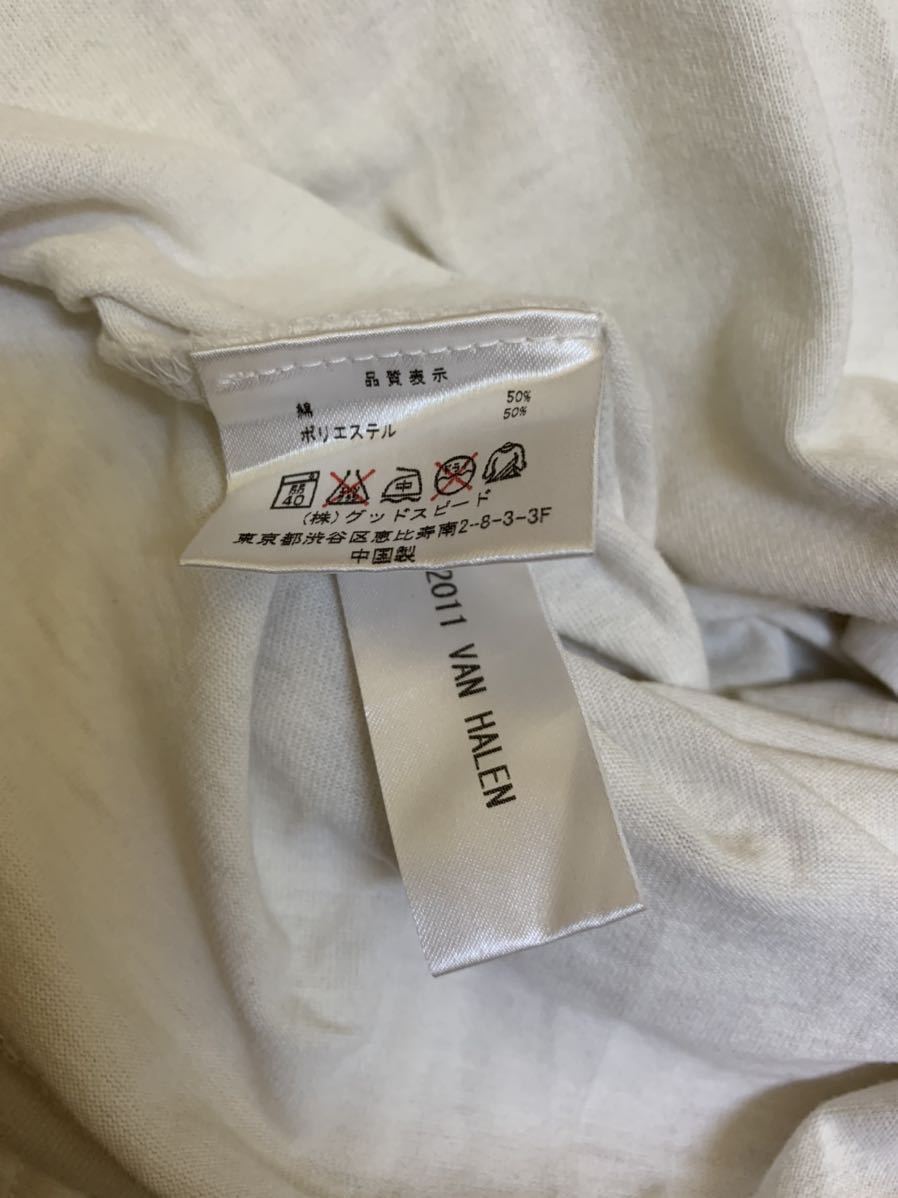 品質表示
綿 50%
ポリエステル 50%
40 中
(株)グッドスピード
東京都渋谷区恵比寿南2-8-3-3F
中国製
2011 VAN HALEN